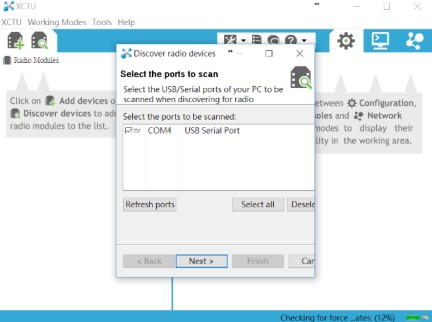 XCTU
XCTU Working Modes Tools Help
Radio Modules
Click on Add devices o
Discover devices to add
radio modules to the list.
Discover radio devices
Select the ports to scan
Select the USB/Serial ports of your PC to be
scanned when discovering for radio
Select the ports to be scanned:
COM4 USB Serial Port
Refresh ports Select all Desele
< Back Next > Finish Can
etween Configuration,
oles and Network
modes to display their
lity in the working area.
Checking for force ...ates: (12%)